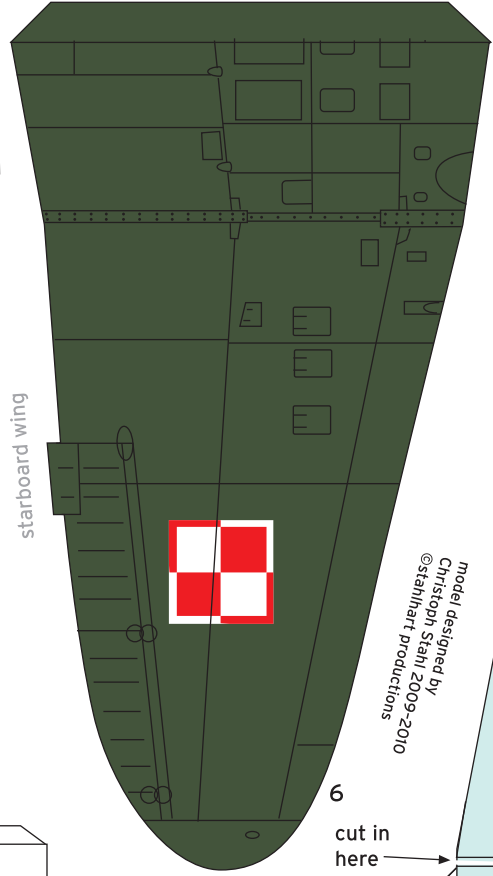 starboard wing
model designed by
Christoph Stahl 2009-2010
©stahlhart productions
6
cut in
here